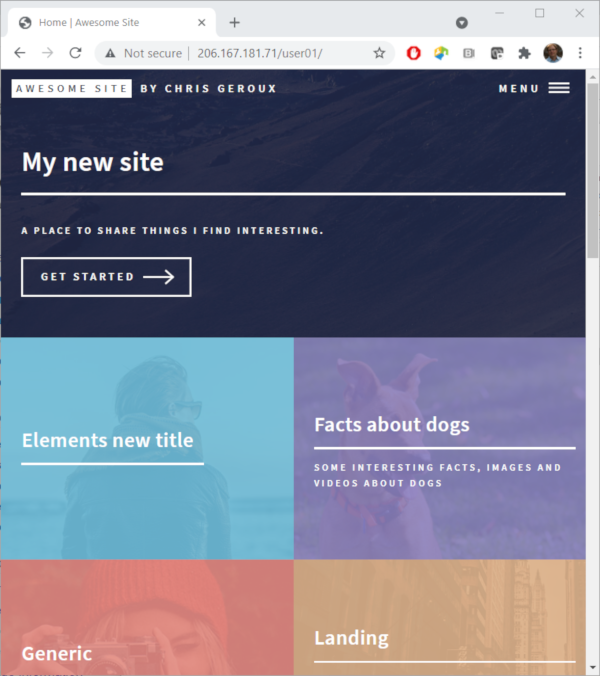 Home | Awesome Site
Not secure | 206.167.181.71/user01/
AWESOME SITE BY CHRIS GEROUX
MENU
My new site
A PLACE TO SHARE THINGS I FIND INTERESTING.
GET STARTED
Elements new title
Facts about dogs
SOME INTERESTING FACTS, IMAGES AND
VIDEOS ABOUT DOGS
Generic
Landing